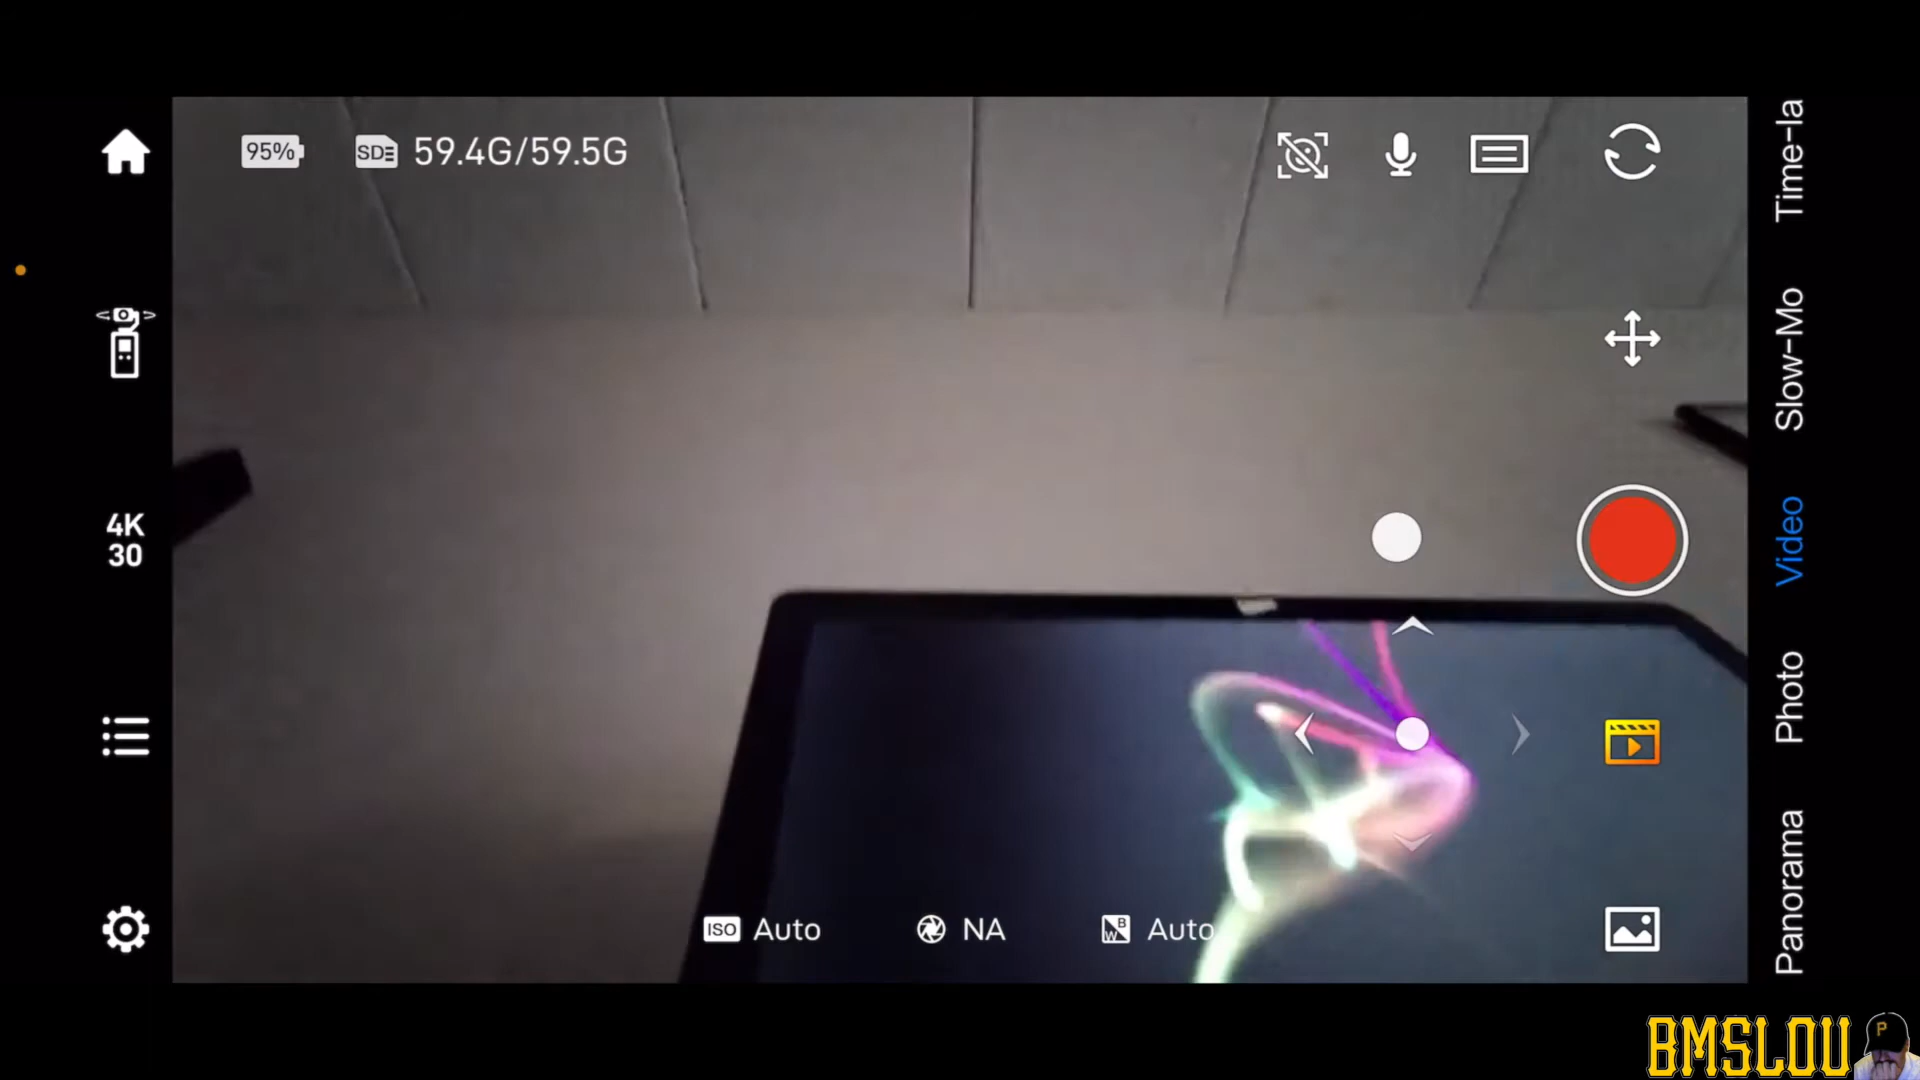 95%
SD
59.4G/59.5G
4K
30
Time-la
Slow-Mo
Video
Photo
Panorama
ISO Auto
NA
WB Auto
BMSLOU
P